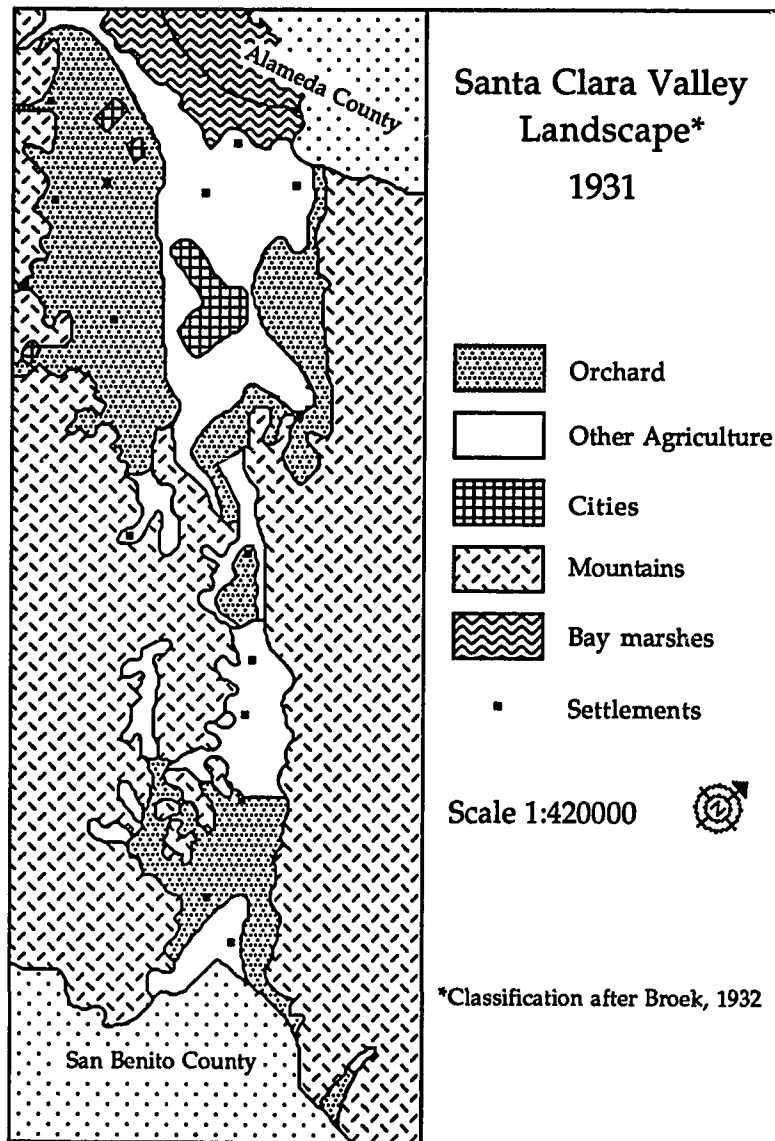 Alameda County
San Benito County
Santa Clara Valley
Landscape*
1931
Orchard
Other Agriculture
Cities
Mountains
Bay marshes
Settlements
Scale 1:420000
N
*Classification after Broek, 1932